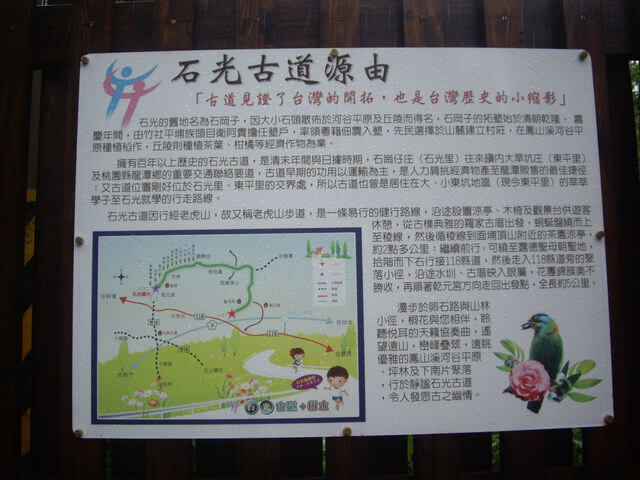 石光古道源由
「古道見證了台灣的開拓，也是台灣歷史的小縮影」
石光的舊地名為石岡子，因大小石頭散佈於河谷平原及丘陵而得名，石岡子的拓墾始於清朝乾隆、嘉
慶年間，由竹社平埔族頭目衛阿貴擔任墾戶，率領粵籍佃農入墾，先民選擇於山麓建立村莊，在鳳山溪河谷平
原種植稻作，丘陵則種植茶葉、柑橘等經濟作物為業。
擁有百年以上歷史的石光古道，是清末年間與日據時期，石崗仔庄（石光里）往來鎮內大旱坑庄（東平里）
及桃園縣龍潭鄉的重要交通聯絡要道，古道早期的功用以運輸為主，是人力肩挑經濟物產至龍潭販售的最佳捷徑
；又古道位置剛好位於石光里、東平里的交界處，所以古道也曾是居住在大、小東坑地區（現今東平里）的莘莘
學子至石光就學的行走路線。
石光古道因行經老虎山，故又稱老虎山步道，是一條易行的健行路線，沿途設置涼亭、木椅及觀景台供遊客
休憩，從古樸典雅的羅家古厝出發，蜿蜒盤繞而上
至稜線，然後循稜線到面埔頂山附近的茶園涼亭，
約2點多公里，繼續前行，可繞至露德聖母朝聖地，
拾階而下右行接118縣道，然後走入118縣道旁的聚
落小徑，沿途水圳、古厝映入眼簾，花團錦簇美不
勝收，再順著乾元宮方向走回出發點，全長約5公里。
漫步於卵石路與山林
小徑，桐花與您相伴，聆
聽悅耳的天籟協奏曲，遙
望遠山，巒峰疊翠，遠眺
優雅的鳳山溪河谷平原
、坪林及下南片聚落
，行於靜謐石光古道
，令人發思古之幽情。
118
3
118